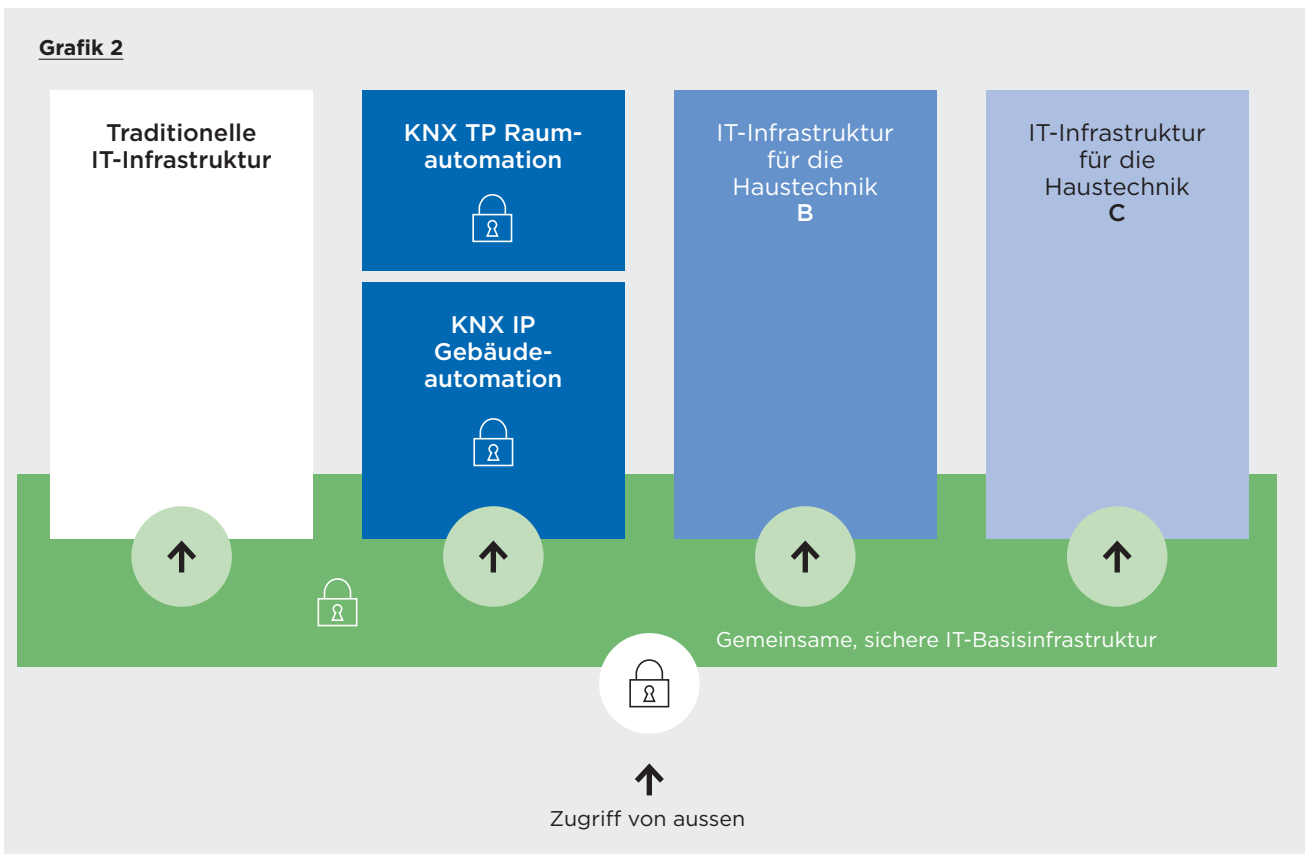 Grafik 2
Traditionelle
IT-Infrastruktur
KNX TP Raum-
automation
KNX IP
Gebäude-
automation
IT-Infrastruktur
für die
Haustechnik
B
IT-Infrastruktur
für die
Haustechnik
C
Gemeinsame, sichere IT-Basisinfrastruktur
Zugriff von aussen